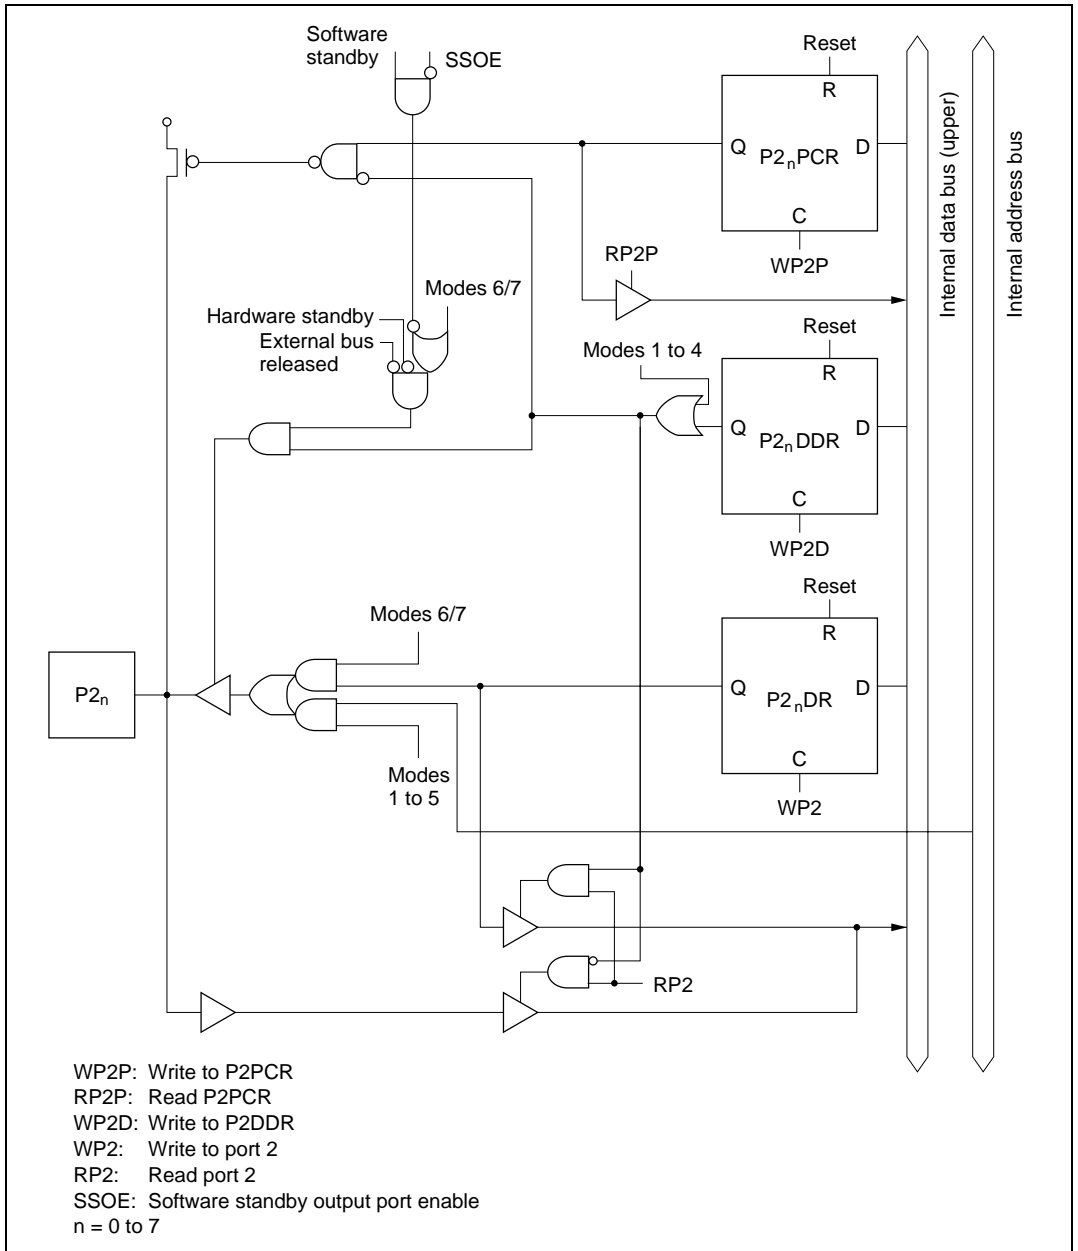 Software
standby
SSOE
Reset
R
Q P2nPCR D
C
WP2P
Internal data bus (upper)
Internal address bus
RP2P
Modes 6/7
Hardware standby
External bus
released
Modes 1 to 4
Reset
R
Q P2nDDR D
C
WP2D
Reset
R
Q P2nDR D
C
WP2
Modes 6/7
P2n
Modes
1 to 5
RP2
WP2P: Write to P2PCR
RP2P: Read P2PCR
WP2D: Write to P2DDR
WP2: Write to port 2
RP2: Read port 2
SSOE: Software standby output port enable
n = 0 to 7